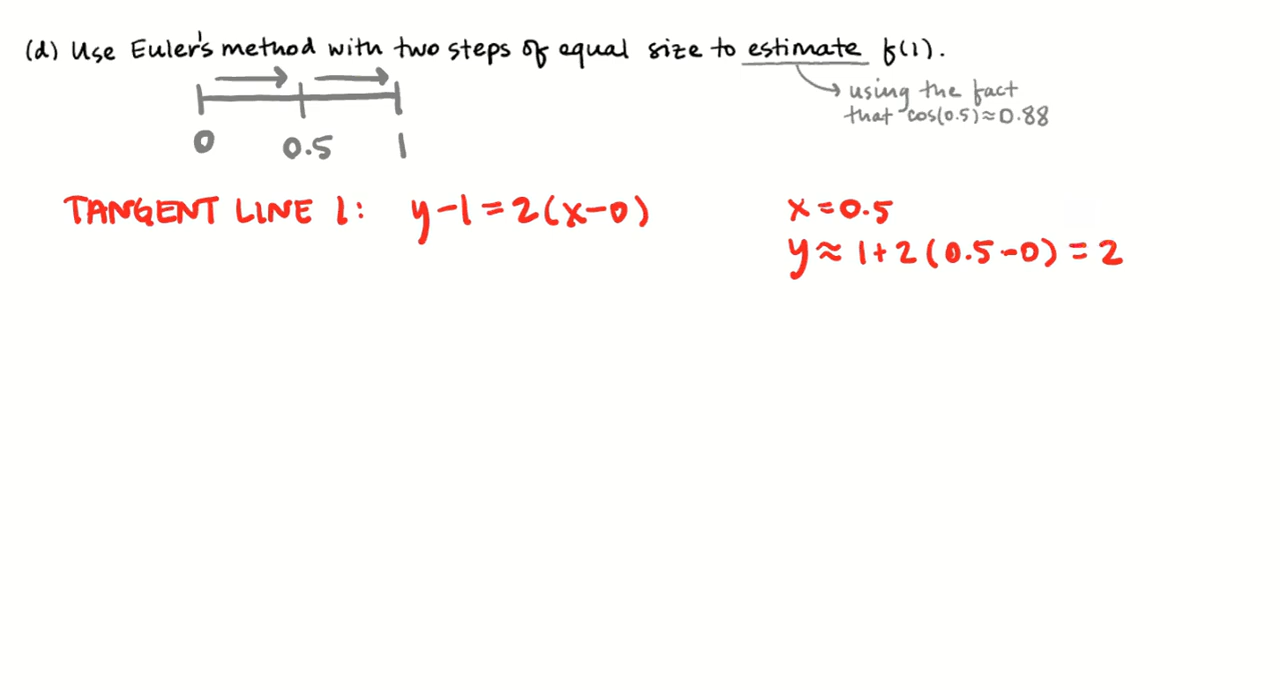 (d) Use Euler's method with two steps of equal size to estimate f(1).
using the fact
that cos(0.5)≈0.88
0 0.5 1
TANGENT LINE 1: y-1=2(x-0)
x=0.5
y≈1+2(0.5-0)=2